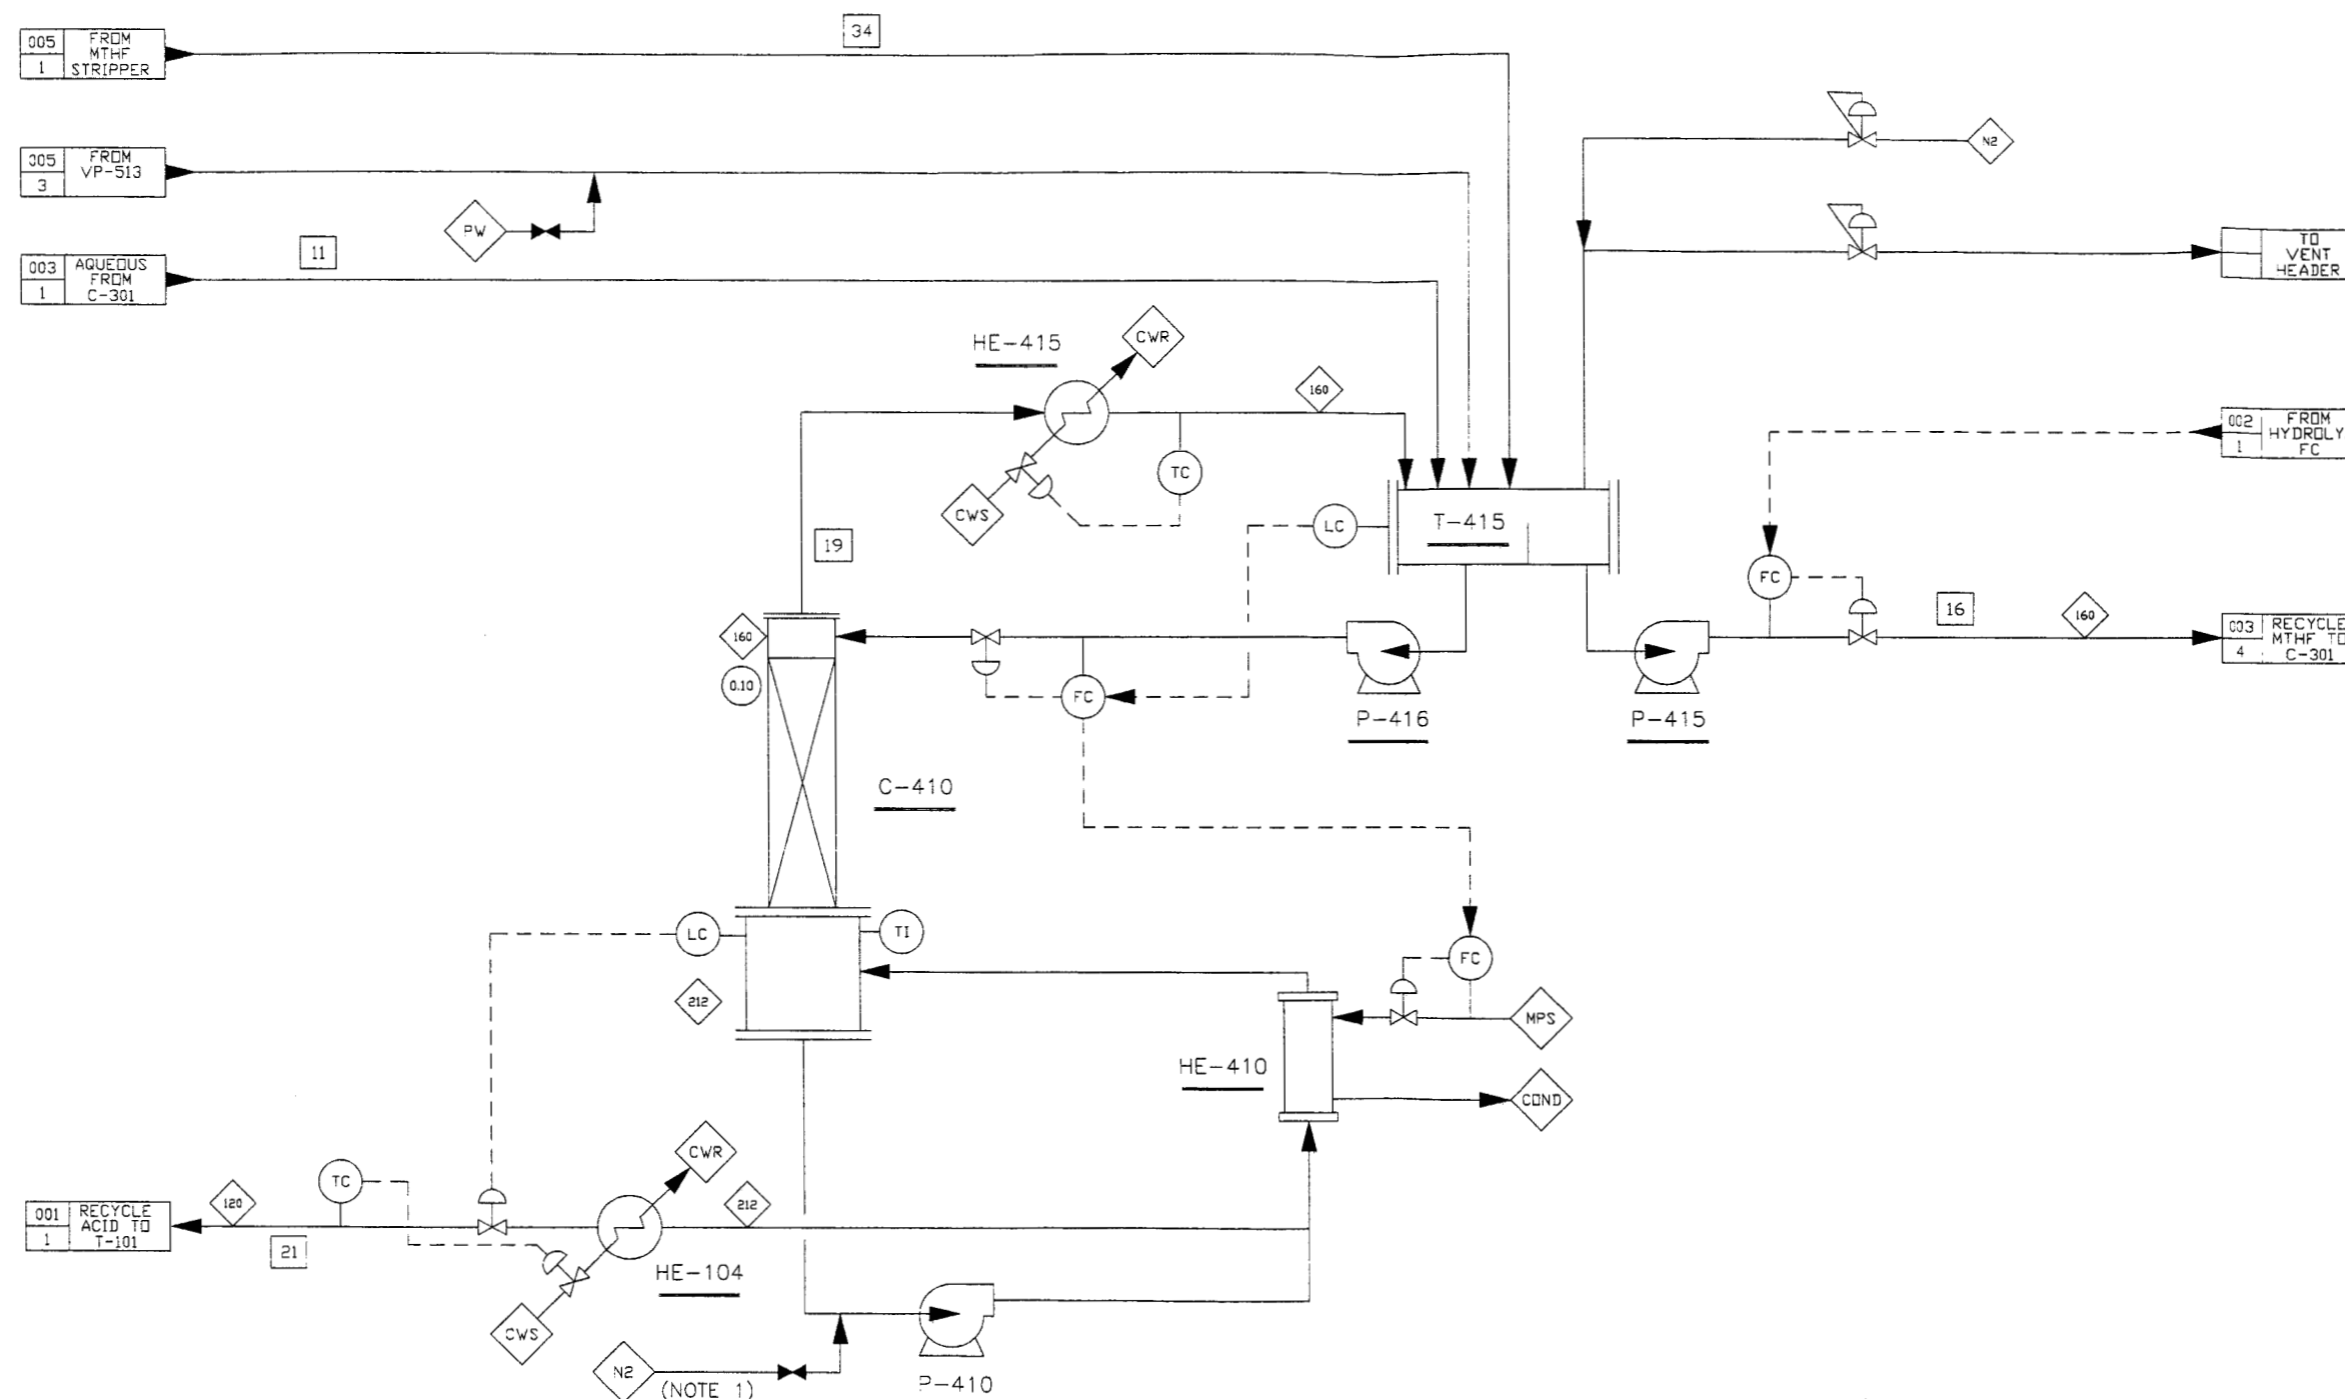 34
005
1
FROM
MTHF
STRIPPER
N2
005
3
FROM
VP-513
PW
11
003
1
AQUEOUS
FROM
C-301
TO
VENT
HEADER
HE-415
CWR
160
002
1
FROM
HYDROLY
FC
TC
CWS
LC
T-415
19
FC
16
160
003
4
RECYCLE
MTHF TO
C-301
160
0.10
FC
P-416
P-415
C-410
LC
TI
FC
212
MPS
HE-410
COND
CWR
TC
120
212
001
1
RECYCLE
ACID TO
T-101
21
HE-104
CWS
N2
(NOTE 1)
P-410